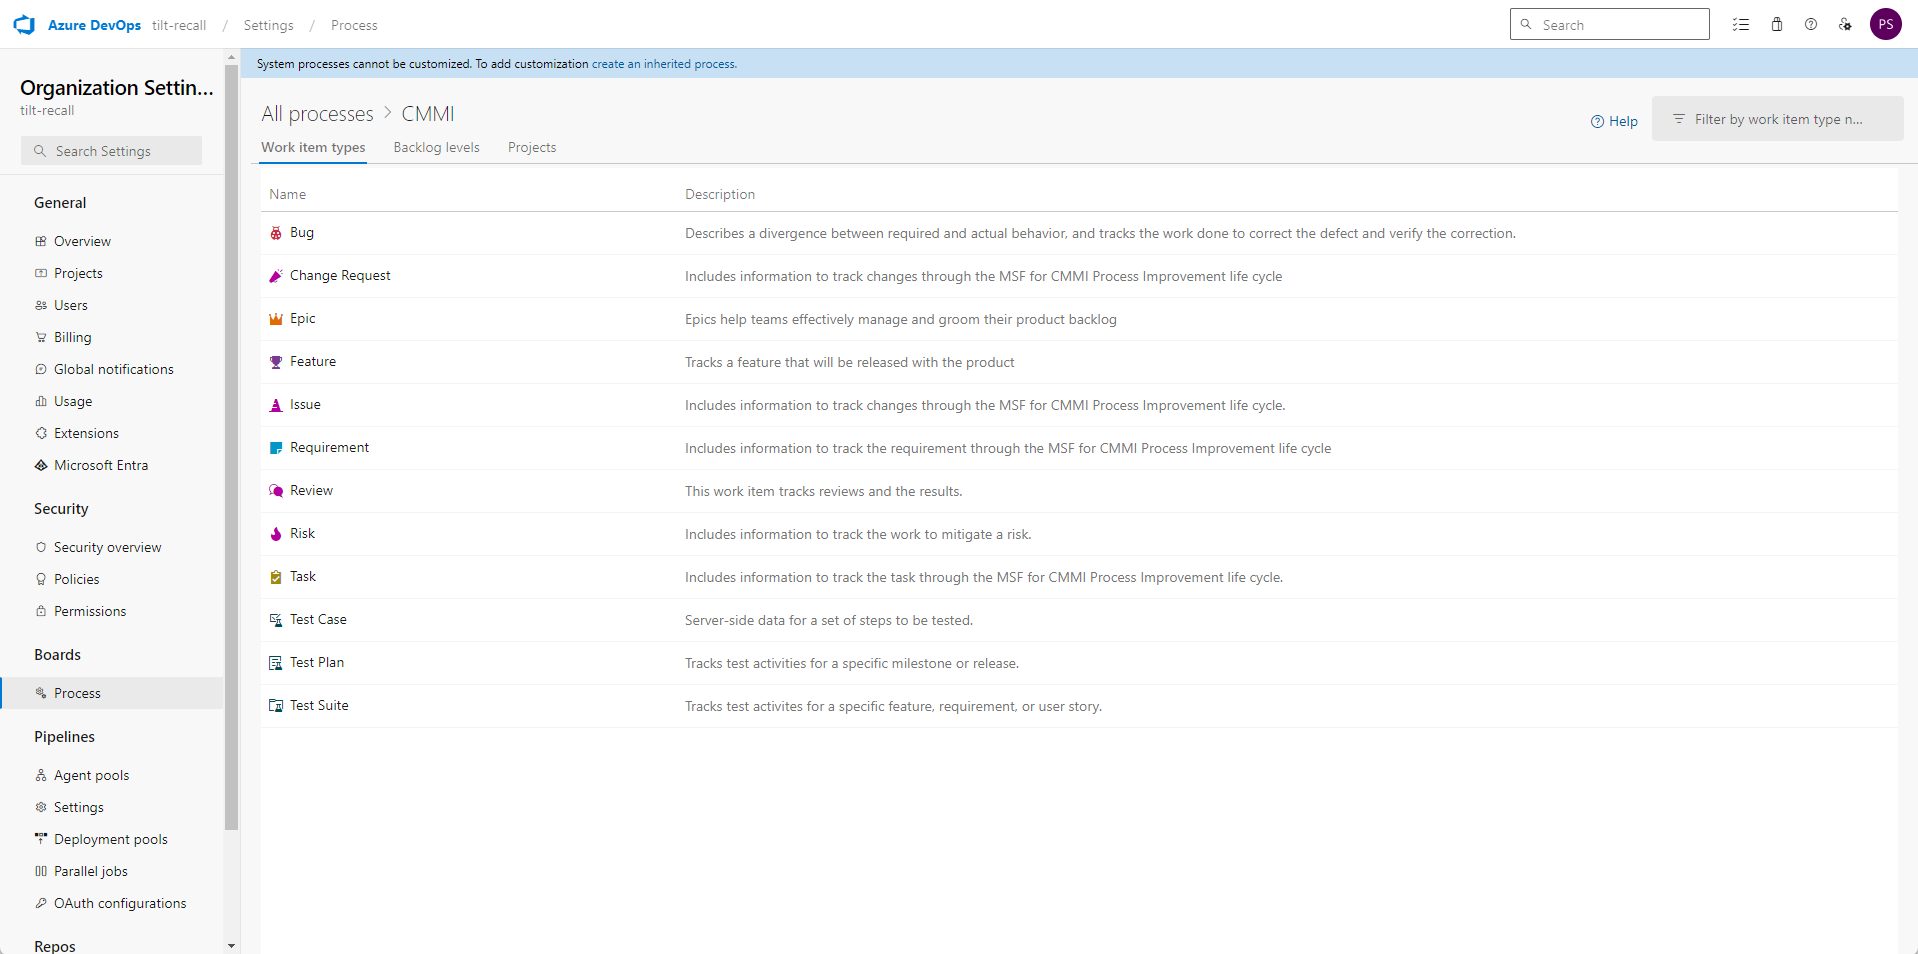 Azure DevOps tilt-recall / Settings / Process
Search
PS
System processes cannot be customized. To add customization create an inherited process.
Organization Settin...
tilt-recall
Search Settings
General
Overview
Projects
Users
Billing
Global notifications
Usage
Extensions
Microsoft Entra
Security
Security overview
Policies
Permissions
Boards
Process
Pipelines
Agent pools
Settings
Deployment pools
Parallel jobs
OAuth configurations
Repos
All processes > CMMI
Help
Filter by work item type n...
Work item types Backlog levels Projects
Name Description
Bug Describes a divergence between required and actual behavior, and tracks the work done to correct the defect and verify the correction.
Change Request Includes information to track changes through the MSF for CMMI Process Improvement life cycle
Epic Epics help teams effectively manage and groom their product backlog
Feature Tracks a feature that will be released with the product
Issue Includes information to track changes through the MSF for CMMI Process Improvement life cycle.
Requirement Includes information to track the requirement through the MSF for CMMI Process Improvement life cycle
Review This work item tracks reviews and the results.
Risk Includes information to track the work to mitigate a risk.
Task Includes information to track the task through the MSF for CMMI Process Improvement life cycle.
Test Case Server-side data for a set of steps to be tested.
Test Plan Tracks test activities for a specific milestone or release.
Test Suite Tracks test activites for a specific feature, requirement, or user story.